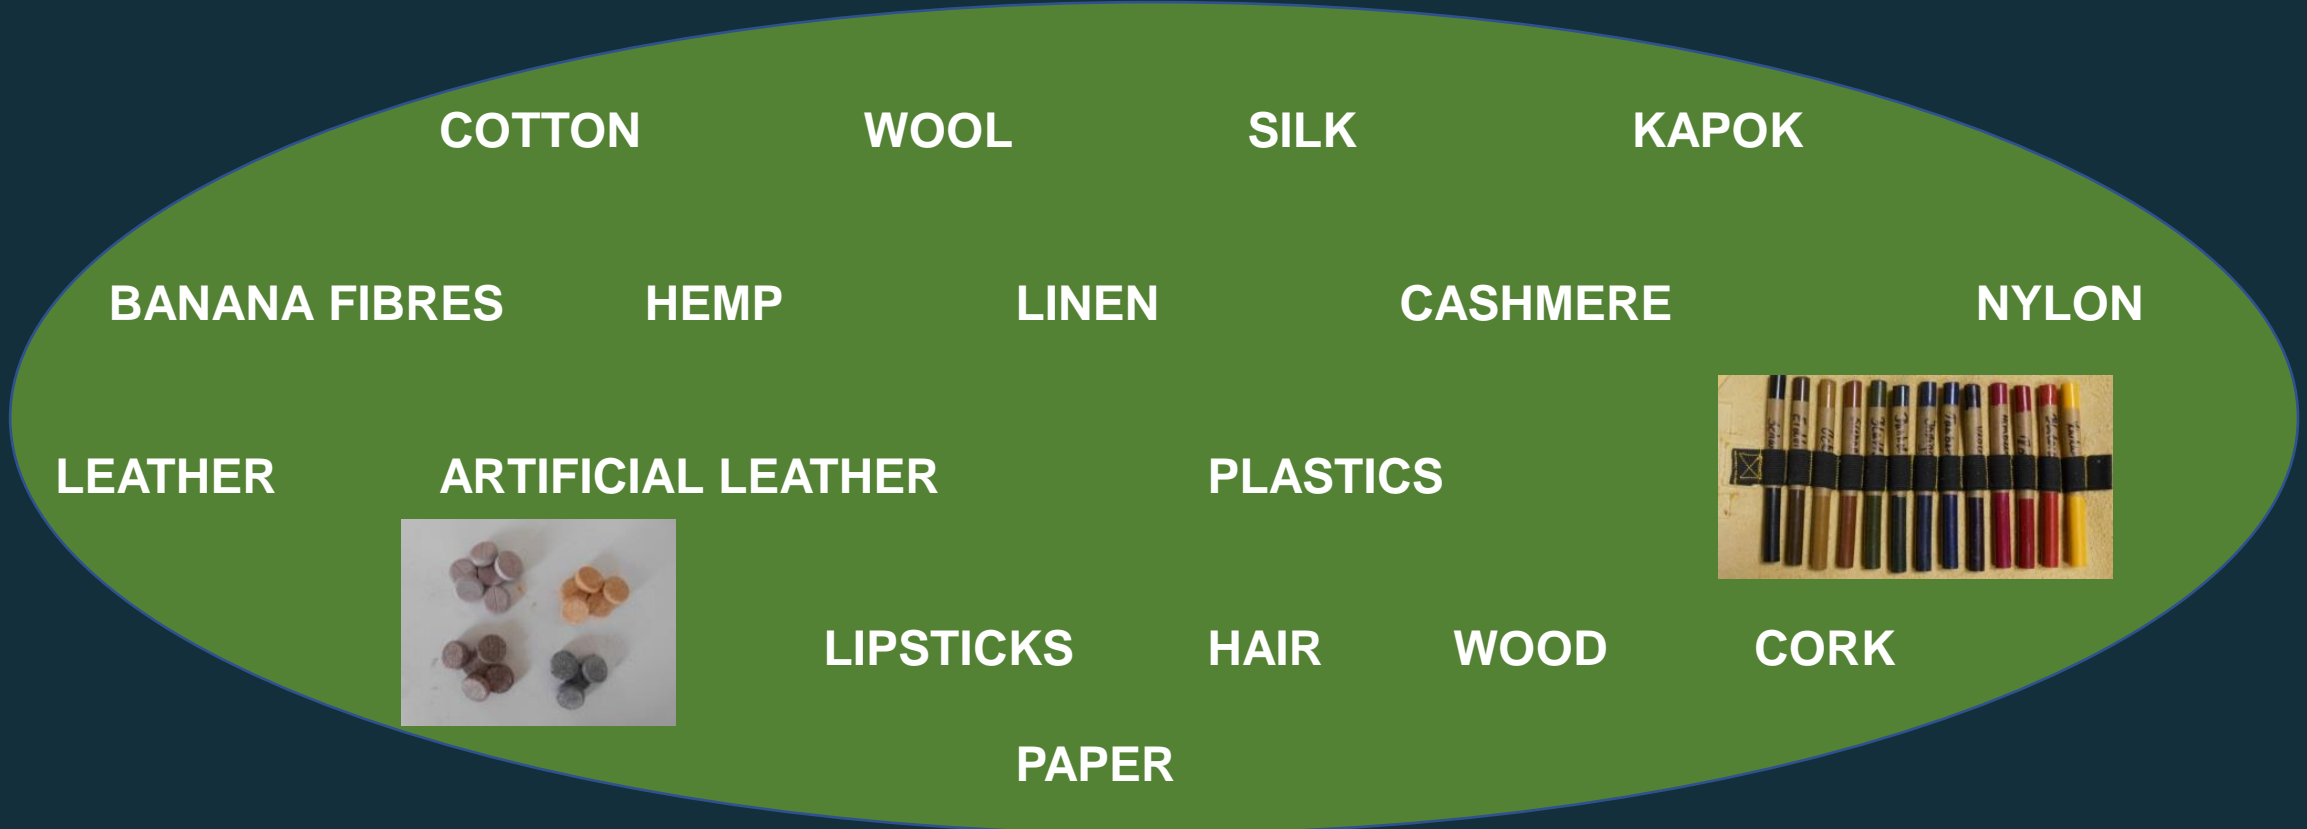 COTTON WOOL SILK KAPOK
BANANA FIBRES HEMP LINEN CASHMERE NYLON
LEATHER ARTIFICIAL LEATHER PLASTICS
LIPSTICKS HAIR WOOD CORK
PAPER